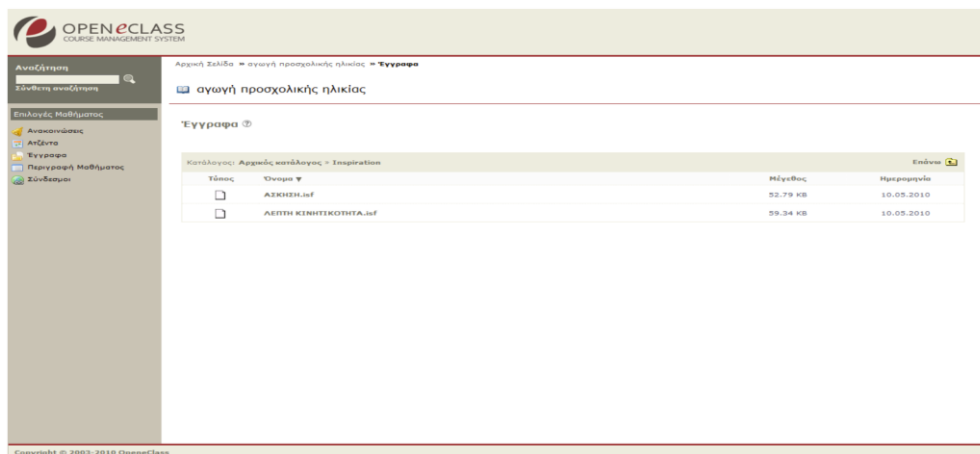 OPEN eCLASS
COURSE MANAGEMENT SYSTEM
Αναζήτηση
Σύνθετη αναζήτηση
Αρχική Σελίδα » αγωγή προσχολικής ηλικίας » Έγγραφα
αγωγή προσχολικής ηλικίας
Επιλογές Μαθήματος
Ανακοινώσεις
Ατζέντα
Έγγραφα
Περιγραφή Μαθήματος
Σύνδεσμοι
Έγγραφα
Κατάλογος: Αρχικός κατάλογος > Inspiration Επάνω
Τύπος Όνομα ▼ Μέγεθος Ημερομηνία
ΑΣΚΗΣΗ.isf 52.79 KB 10.05.2010
ΛΕΠΤΗ ΚΙΝΗΤΙΚΟΤΗΤΑ.isf 59.34 KB 10.05.2010
Copyright © 2003-2010 OpeneClass